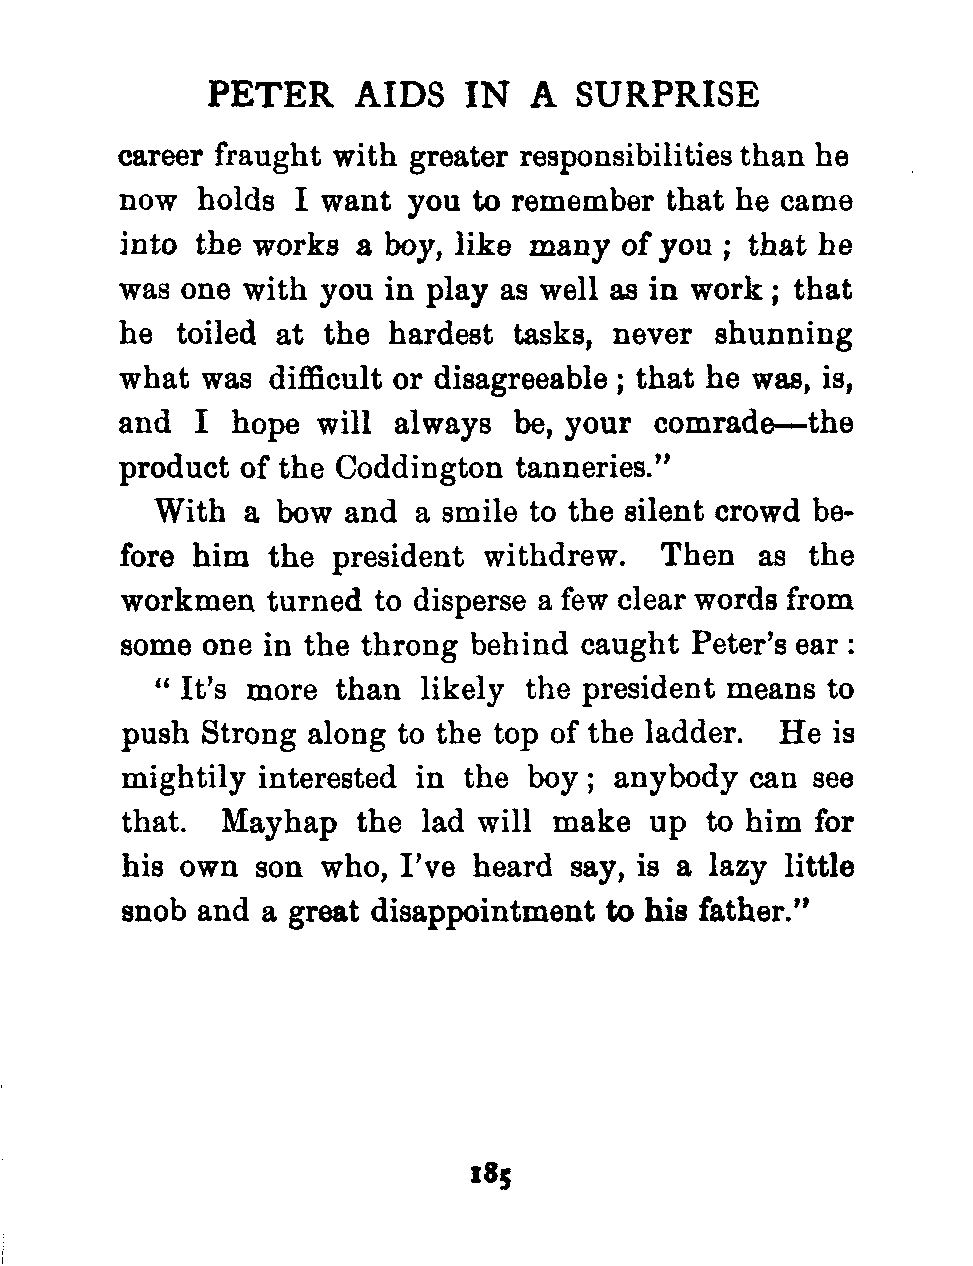 PETER AIDS IN A SURPRISE
career fraught with greater responsibilities than he
now holds I want you to remember that he came
into the works a boy, like many of you ; that he
was one with you in play as well as in work ; that
he toiled at the hardest tasks, never shunning
what was difficult or disagreeable ; that he was, is,
and I hope will always be, your comrade—the
product of the Coddington tanneries."
With a bow and a smile to the silent crowd be-
fore him the president withdrew. Then as the
workmen turned to disperse a few clear words from
some one in the throng behind caught Peter's ear :
" It's more than likely the president means to
push Strong along to the top of the ladder. He is
mightily interested in the boy ; anybody can see
that. Mayhap the lad will make up to him for
his own son who, I've heard say, is a lazy little
snob and a great disappointment to his father."
185